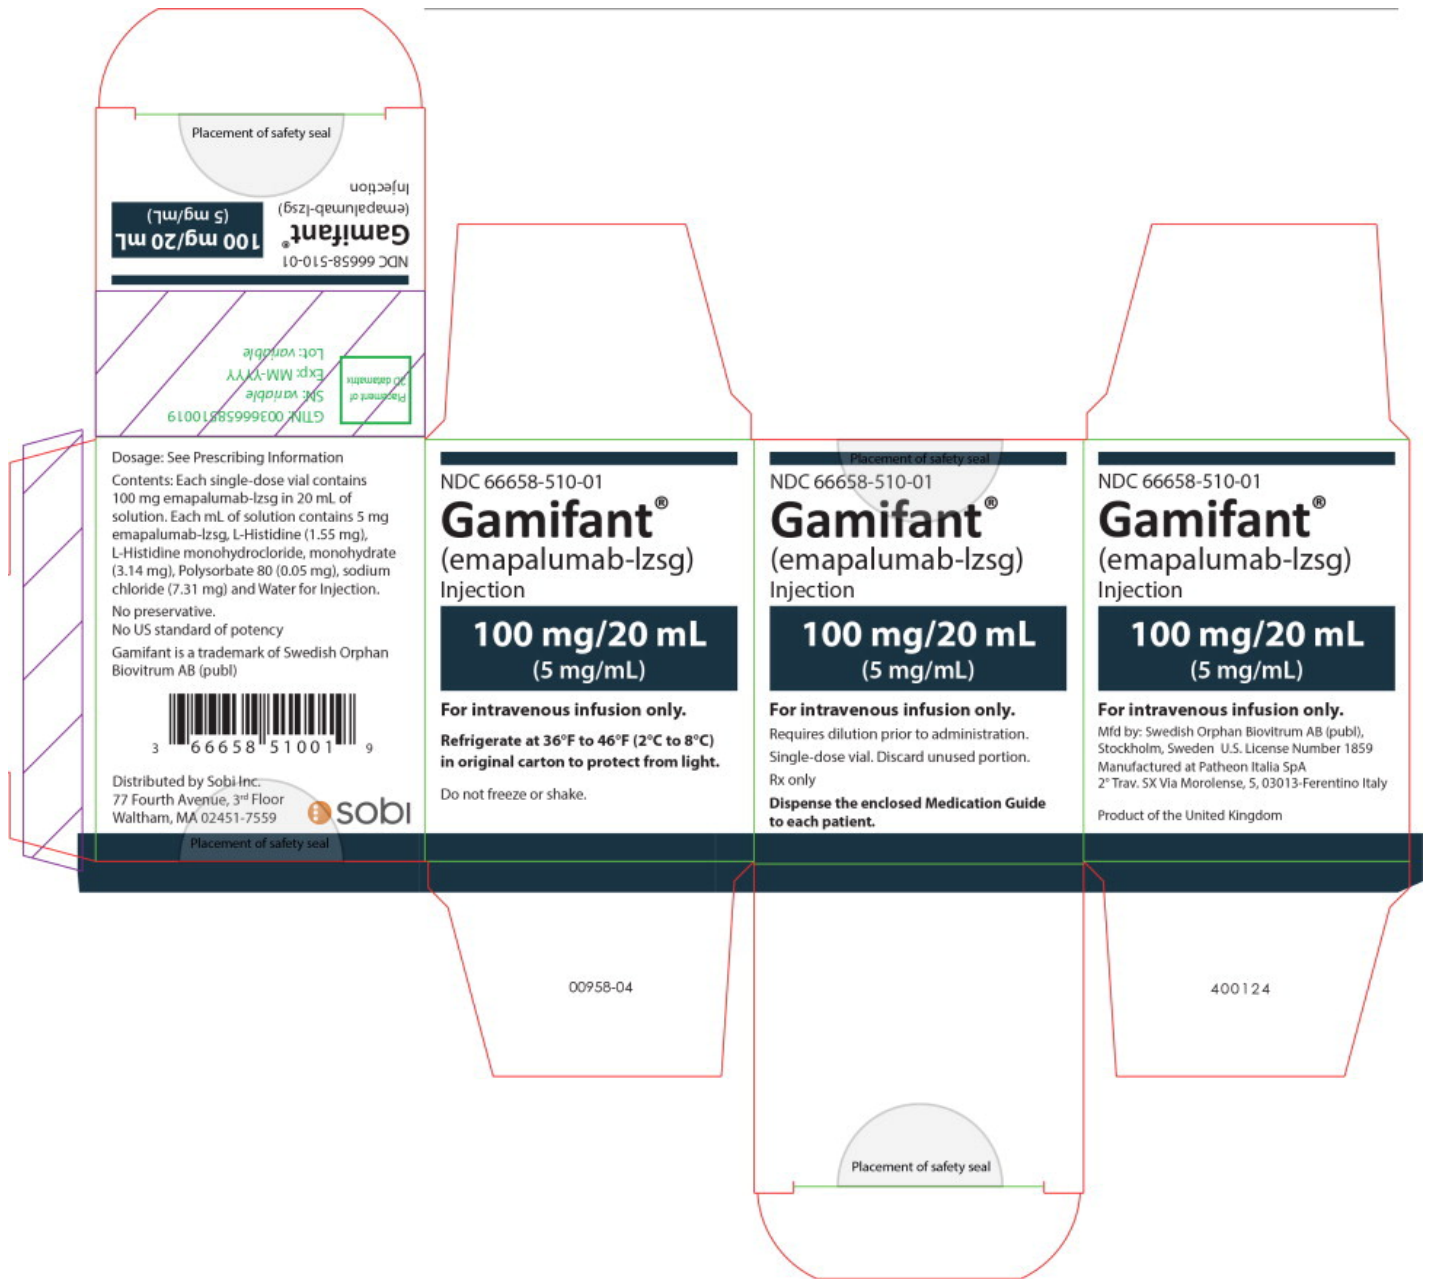 Placement of safety seal
NDC 66658-510-01
Gamifant®
(emapalumab-lzsg)
Injection
100 mg/20 mL
(5 mg/mL)
GTIN: 00366658510019
SN: variable
Exp: MM-YYYY
Lot: variable
Placement of
2D datamatrix
Dosage: See Prescribing Information
Contents: Each single-dose vial contains
100 mg emapalumab-lzsg in 20 mL of
solution. Each mL of solution contains 5 mg
emapalumab-lzsg, L-Histidine (1.55 mg),
L-Histidine monohydrocloride, monohydrate
(3.14 mg), Polysorbate 80 (0.05 mg), sodium
chloride (7.31 mg) and Water for Injection.
No preservative.
No US standard of potency
Gamifant is a trademark of Swedish Orphan
Biovitrum AB (publ)
3 66658 51001 9
Distributed by Sobi Inc.
77 Fourth Avenue, 3rd Floor
Waltham, MA 02451-7559
sobi
Placement of safety seal
NDC 66658-510-01
Gamifant®
(emapalumab-lzsg)
Injection
100 mg/20 mL
(5 mg/mL)
For intravenous infusion only.
Refrigerate at 36°F to 46°F (2°C to 8°C)
in original carton to protect from light.
Do not freeze or shake.
00958-04
Placement of safety seal
NDC 66658-510-01
Gamifant®
(emapalumab-lzsg)
Injection
100 mg/20 mL
(5 mg/mL)
For intravenous infusion only.
Requires dilution prior to administration.
Single-dose vial. Discard unused portion.
Rx only
Dispense the enclosed Medication Guide
to each patient.
Placement of safety seal
NDC 66658-510-01
Gamifant®
(emapalumab-lzsg)
Injection
100 mg/20 mL
(5 mg/mL)
For intravenous infusion only.
Mfd by: Swedish Orphan Biovitrum AB (publ),
Stockholm, Sweden U.S. License Number 1859
Manufactured at Patheon Italia SpA
2° Trav. SX Via Morolense, 5, 03013-Ferentino Italy
Product of the United Kingdom
400124